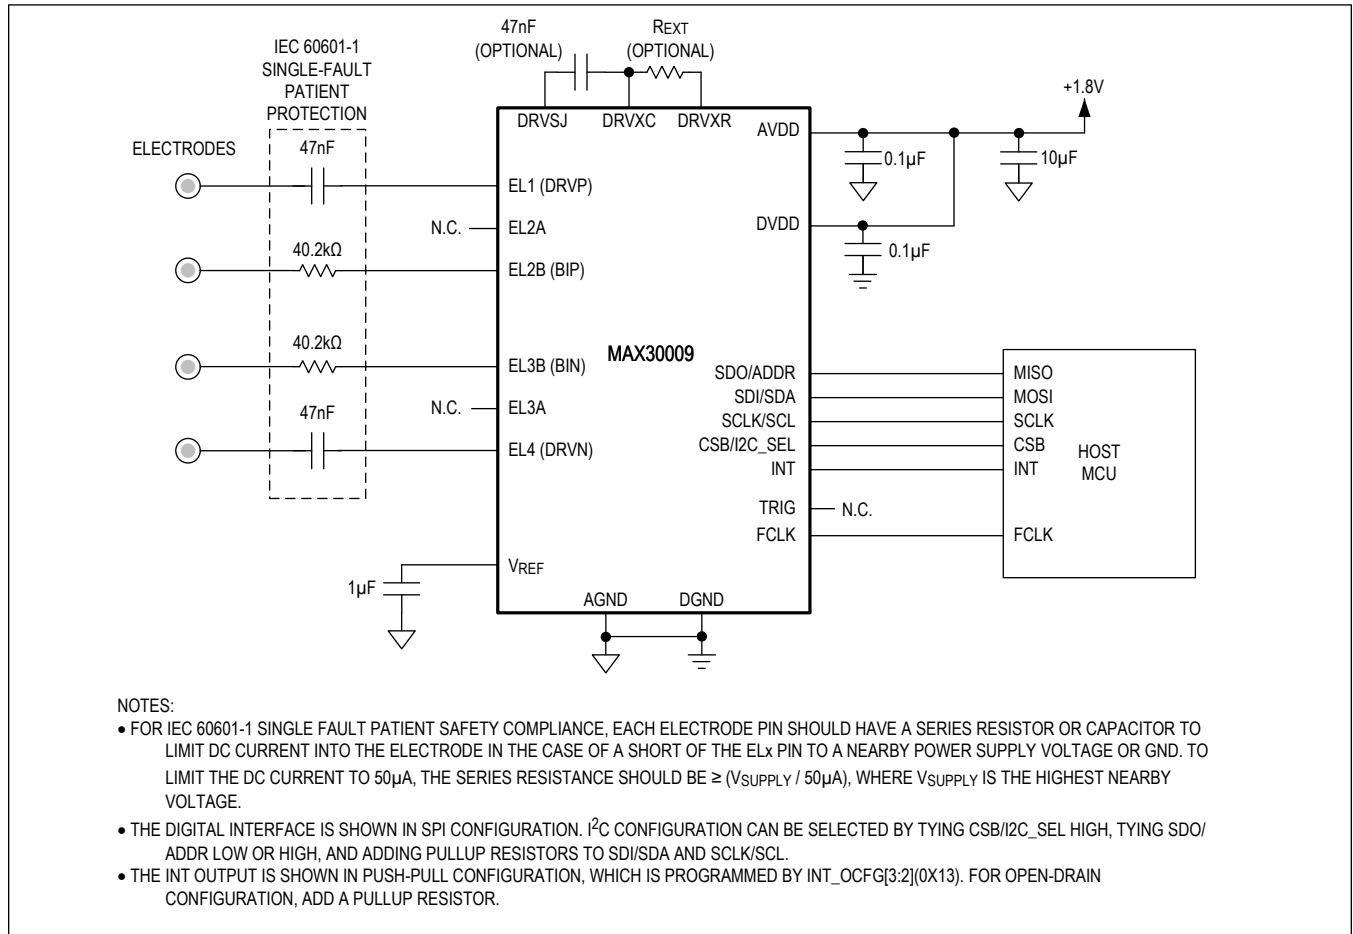 47nF
(OPTIONAL)
REXT
(OPTIONAL)
IEC 60601-1
SINGLE-FAULT
PATIENT
PROTECTION
+1.8V
DRVSJ
DRVXC
DRVXR
AVDD
ELECTRODES
47nF
0.1µF
10µF
EL1 (DRVP)
N.C.
EL2A
DVDD
40.2kΩ
0.1µF
EL2B (BIP)
40.2kΩ
MAX30009
EL3B (BIN)
SDO/ADDR
MISO
SDI/SDA
MOSI
47nF
N.C.
EL3A
SCLK/SCL
SCLK
CSB/I2C_SEL
CSB
EL4 (DRVN)
INT
INT
HOST
MCU
TRIG
N.C.
FCLK
FCLK
VREF
1µF
AGND
DGND
NOTES:
• FOR IEC 60601-1 SINGLE FAULT PATIENT SAFETY COMPLIANCE, EACH ELECTRODE PIN SHOULD HAVE A SERIES RESISTOR OR CAPACITOR TO
LIMIT DC CURRENT INTO THE ELECTRODE IN THE CASE OF A SHORT OF THE ELx PIN TO A NEARBY POWER SUPPLY VOLTAGE OR GND. TO
LIMIT THE DC CURRENT TO 50µA, THE SERIES RESISTANCE SHOULD BE ≥ (VSUPPLY / 50µA), WHERE VSUPPLY IS THE HIGHEST NEARBY
VOLTAGE.
• THE DIGITAL INTERFACE IS SHOWN IN SPI CONFIGURATION. I²C CONFIGURATION CAN BE SELECTED BY TYING CSB/I2C_SEL HIGH, TYING SDO/
ADDR LOW OR HIGH, AND ADDING PULLUP RESISTORS TO SDI/SDA AND SCLK/SCL.
• THE INT OUTPUT IS SHOWN IN PUSH-PULL CONFIGURATION, WHICH IS PROGRAMMED BY INT_OCFG[3:2](0X13). FOR OPEN-DRAIN
CONFIGURATION, ADD A PULLUP RESISTOR.